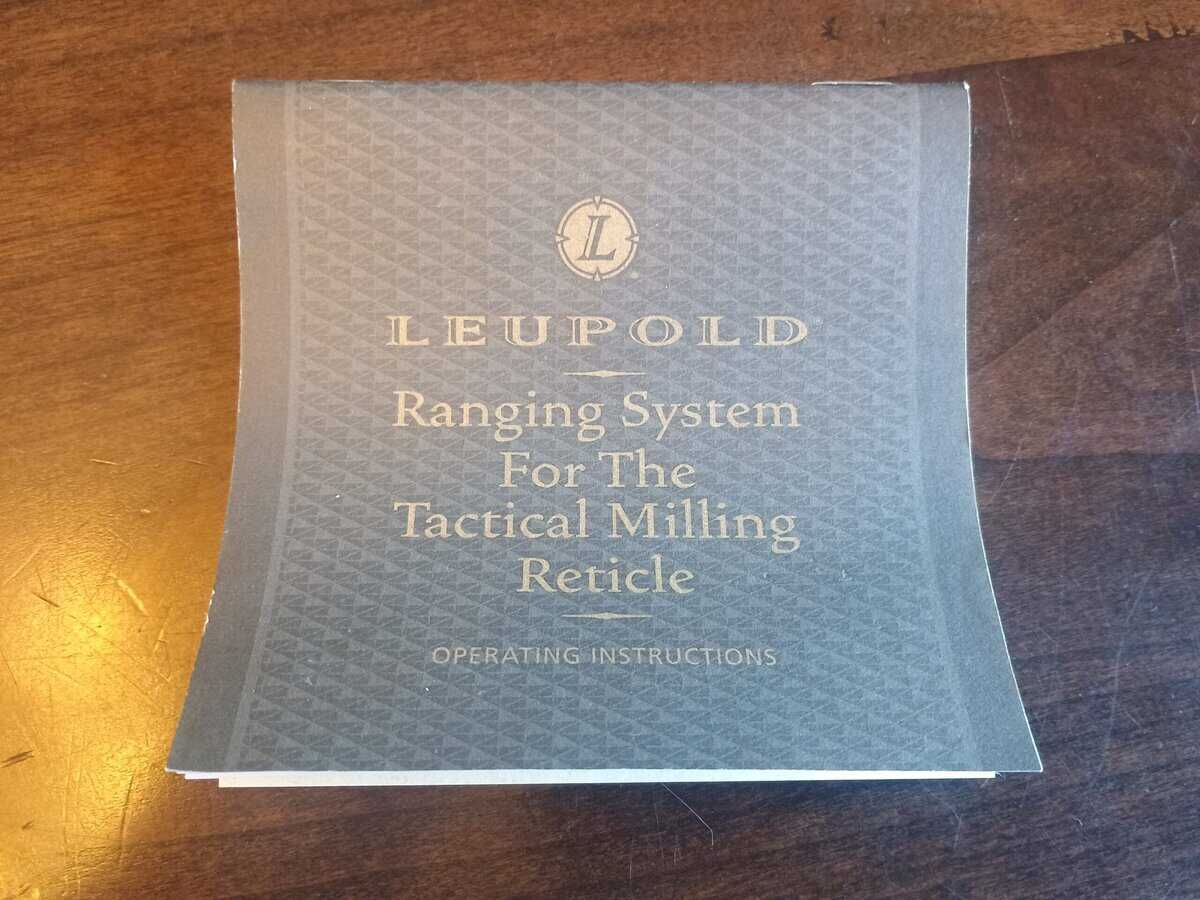 L
LEUPOLD
Ranging System
For The
Tactical Milling
Reticle
OPERATING INSTRUCTIONS